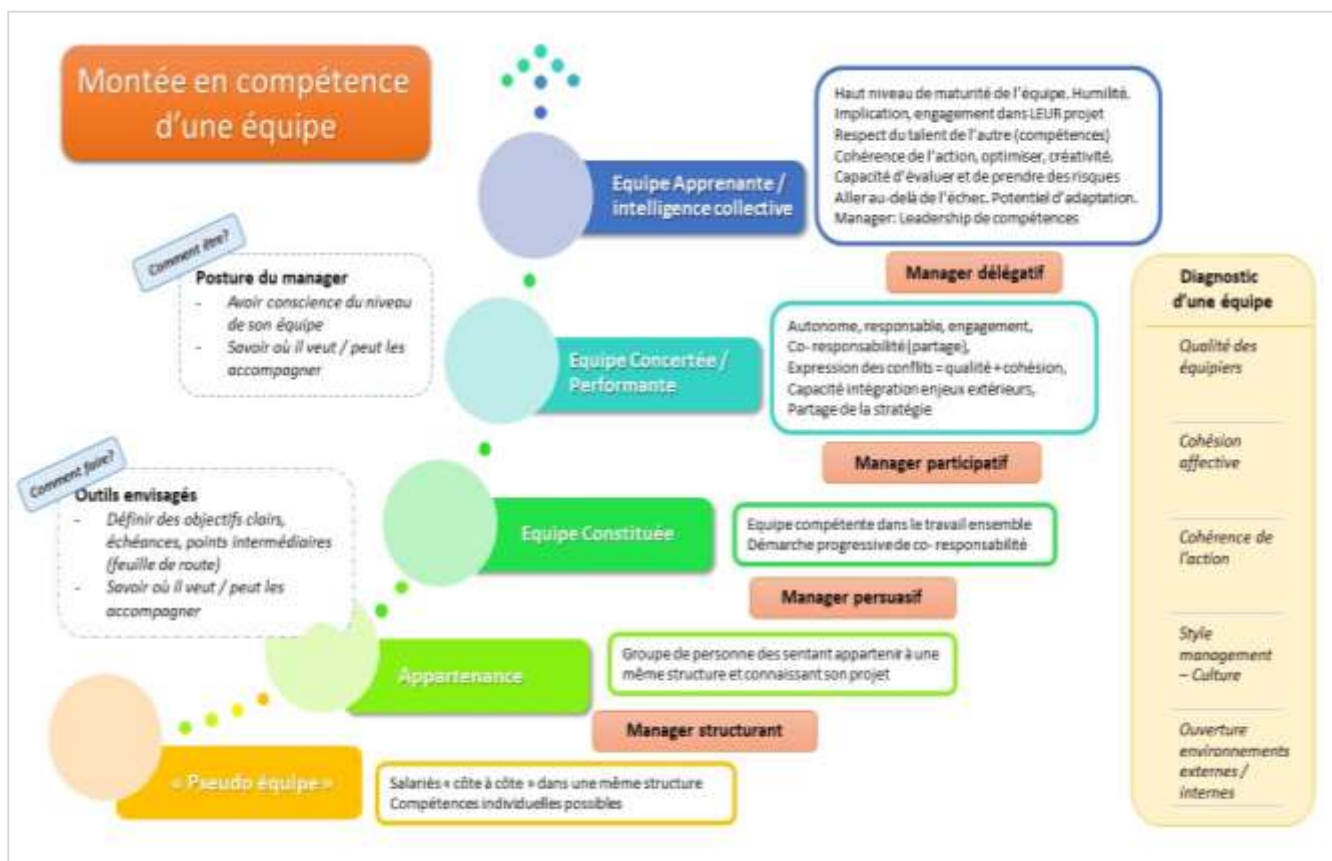 Montée en compétence
d'une équipe
Haut niveau de maturité de l'équipe. Humilité.
Implication, engagement dans LEUR projet
Respect du talent de l'autre (compétences)
Cohérence de l'action, optimiser, créativité.
Capacité d'évaluer et de prendre des risques
Aller au-delà de l'échec. Potentiel d'adaptation.
Manager: Leadership de compétences
Equipe Apprenante /
intelligence collective
Manager délégatif
Comment être?
Posture du manager
- Avoir conscience du niveau
de son équipe
- Savoir où il veut / peut les
accompagner
Equipe Concertée /
Performante
Autonome, responsable, engagement,
Co- responsabilité (partage),
Expression des conflits = qualité + cohésion,
Capacité intégration enjeux extérieurs,
Partage de la stratégie
Manager participatif
Comment faire?
Outils envisagés
- Définir des objectifs clairs,
échéances, points intermédiaires
(feuille de route)
- Savoir où il veut / peut les
accompagner
Equipe Constituée
Equipe compétente dans le travail ensemble
Démarche progressive de co- responsabilité
Manager persuasif
Appartenance
Groupe de personne des sentant appartenir à une
même structure et connaissant son projet
Manager structurant
« Pseudo équipe »
Salariés « côte à côte » dans une même structure
Compétences individuelles possibles
Diagnostic
d'une équipe
Qualité des
équipiers
Cohésion
affective
Cohérence de
l'action
Style
management
– Culture
Ouverture
environnements
externes /
internes